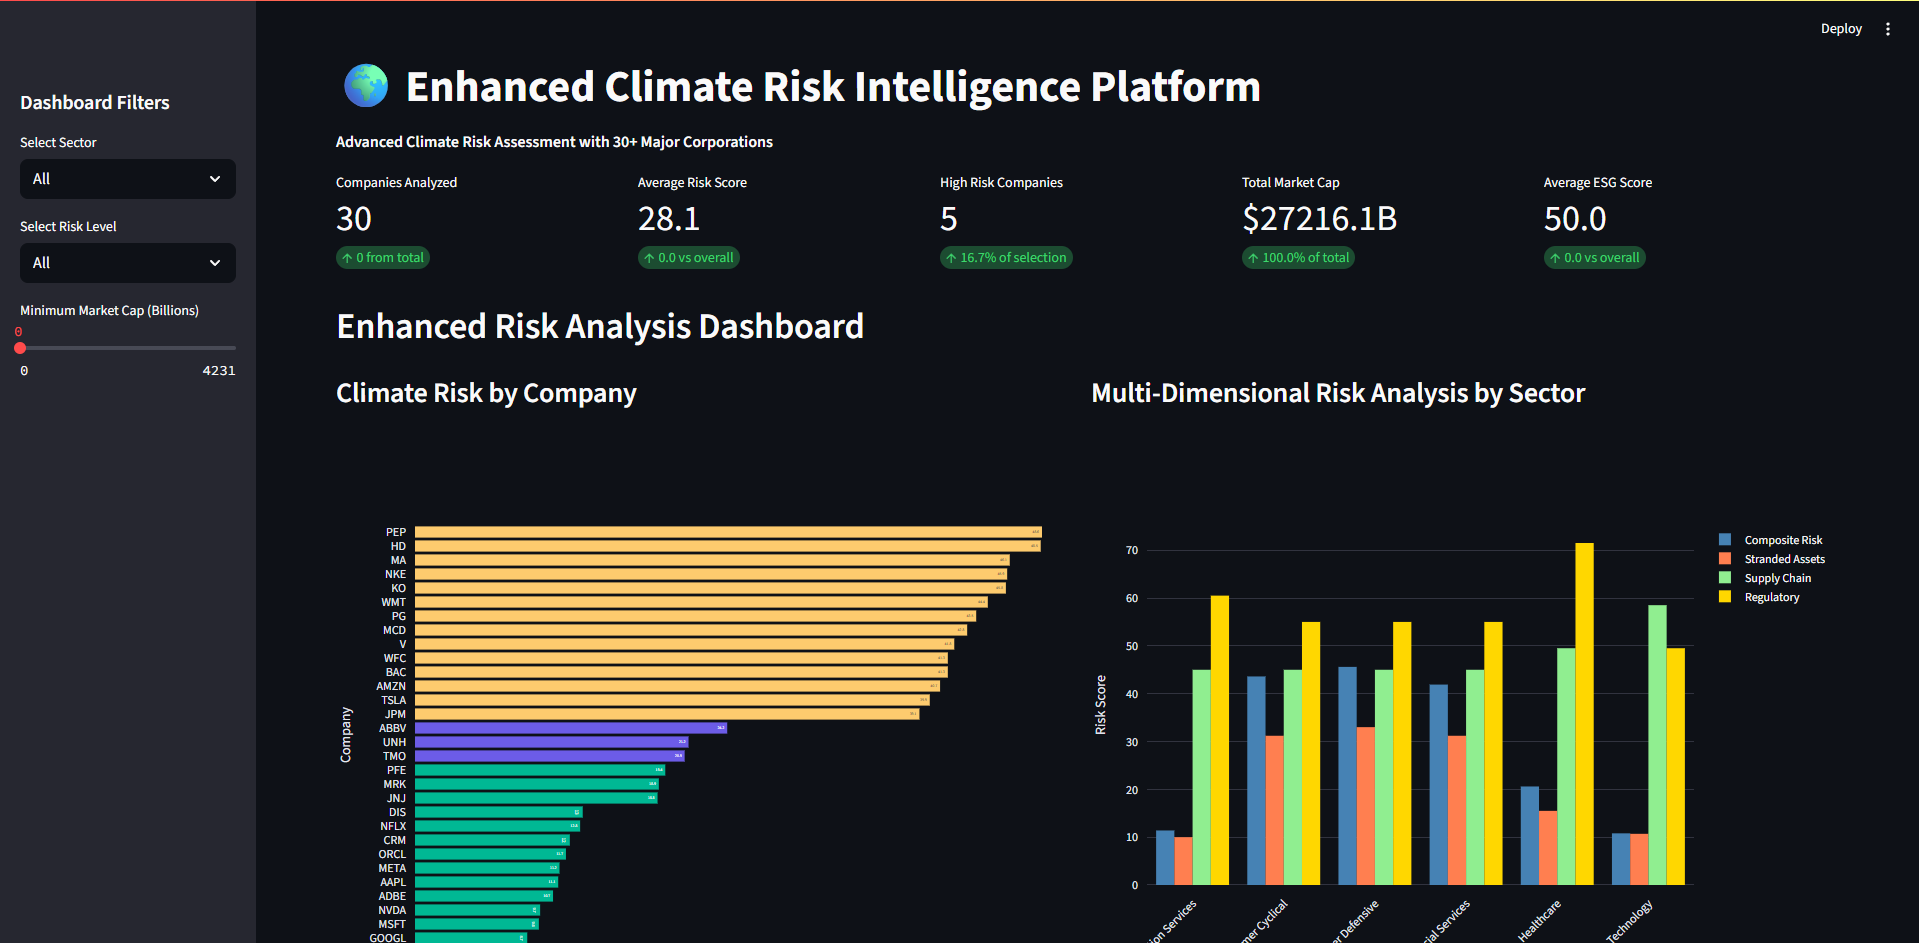 Deploy
Dashboard Filters
Select Sector
All
Select Risk Level
All
Minimum Market Cap (Billions)
0
0 4231
Enhanced Climate Risk Intelligence Platform
Advanced Climate Risk Assessment with 30+ Major Corporations
Companies Analyzed
30
↑ 0 from total
Average Risk Score
28.1
↑ 0.0 vs overall
High Risk Companies
5
↑ 16.7% of selection
Total Market Cap
$27216.1B
↑ 100.0% of total
Average ESG Score
50.0
↑ 0.0 vs overall
Enhanced Risk Analysis Dashboard
Climate Risk by Company
Company
PEP
HD
MA
NKE
KO
WMT
PG
MCD
V
WFC
BAC
AMZN
TSLA
JPM
ABBV
UNH
TMO
PFE
MRK
JNJ
DIS
NFLX
CRM
ORCL
META
AAPL
ADBE
NVDA
MSFT
GOOGL
Multi-Dimensional Risk Analysis by Sector
Risk Score
70
60
50
40
30
20
10
0
ion Services
mer Cyclical
r Defensive
ial Services
Healthcare
Technology
Composite Risk
Stranded Assets
Supply Chain
Regulatory